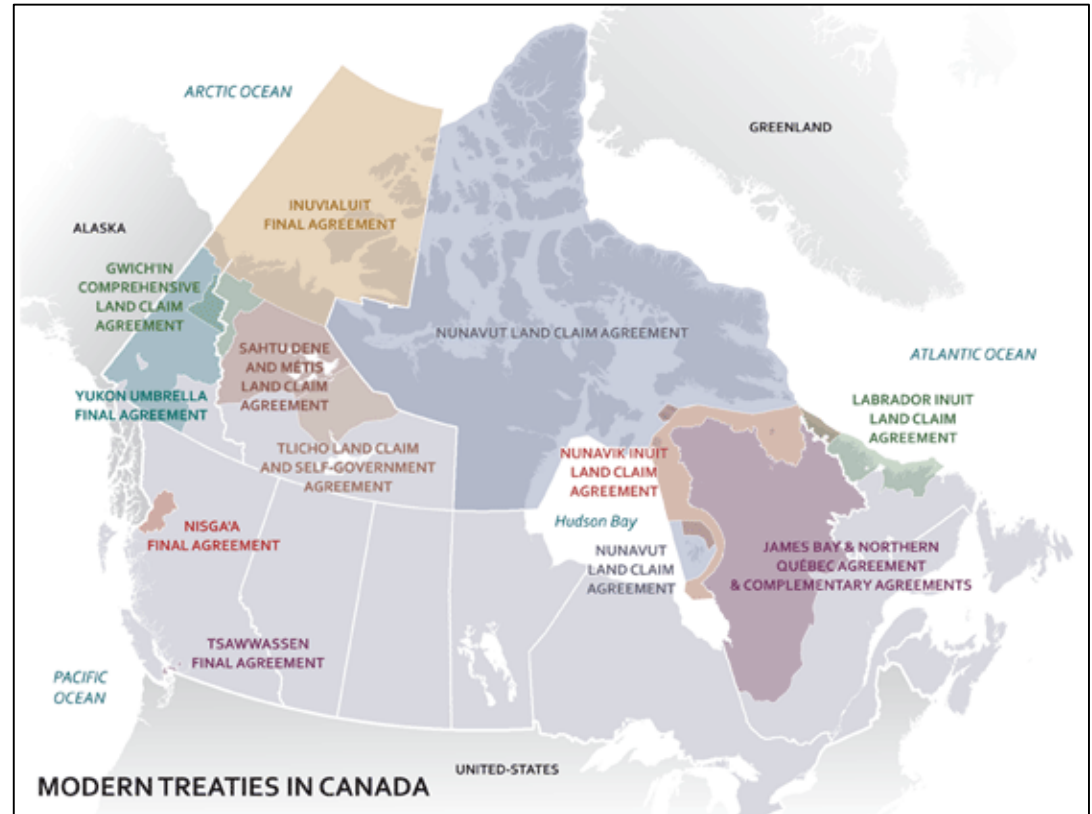 ARCTIC OCEAN
GREENLAND
INUVIALUIT
FINAL AGREEMENT
ALASKA
GWICH'IN
COMPREHENSIVE
LAND CLAIM
AGREEMENT
NUNAVUT LAND CLAIM AGREEMENT
SAHTU DENE
AND METIS
LAND CLAIM
AGREEMENT
ATLANTIC OCEAN
YUKON UMBRELLA
FINAL AGREEMENT
LABRADOR INUIT
LAND CLAIM
AGREEMENT
TLICHO LAND CLAIM
AND SELF-GOVERNMENT
AGREEMENT
NUNAVIK INUIT
LAND CLAIM
AGREEMENT
Hudson Bay
NISGA'A
FINAL AGREEMENT
NUNAVUT
LAND CLAIM
AGREEMENT
JAMES BAY & NORTHERN
QUÉBEC AGREEMENT
& COMPLEMENTARY AGREEMENTS
TSAWWASSEN
FINAL AGREEMENT
PACIFIC
OCEAN
UNITED-STATES
MODERN TREATIES IN CANADA